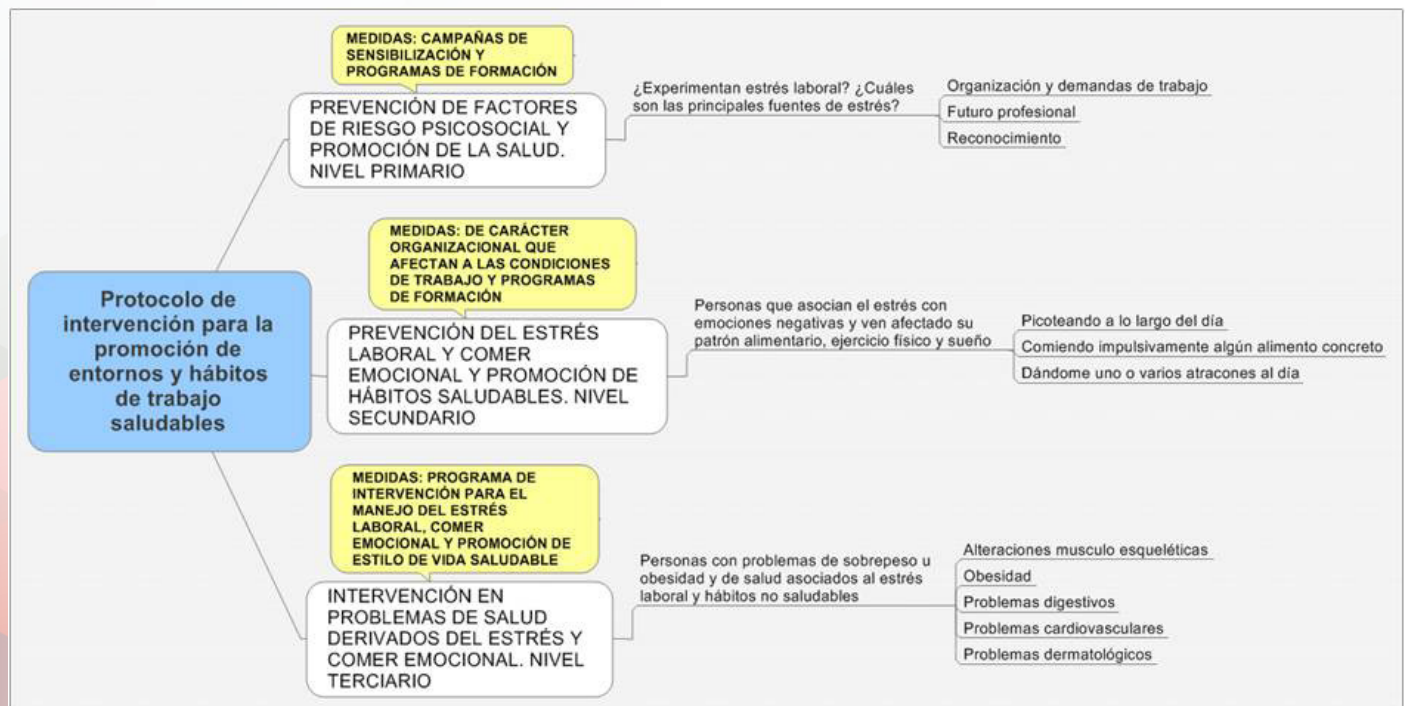 MEDIDAS: CAMPAÑAS DE
SENSIBILIZACIÓN Y
PROGRAMAS DE FORMACIÓN
PREVENCIÓN DE FACTORES
DE RIESGO PSICOSOCIAL Y
PROMOCIÓN DE LA SALUD.
NIVEL PRIMARIO
¿Experimentan estrés laboral? ¿Cuáles
son las principales fuentes de estrés?
Organización y demandas de trabajo
Futuro profesional
Reconocimiento
Protocolo de
intervención para la
promoción de
entornos y hábitos
de trabajo
saludables
MEDIDAS: DE CARÁCTER
ORGANIZACIONAL QUE
AFECTAN A LAS CONDICIONES
DE TRABAJO Y PROGRAMAS
DE FORMACIÓN
PREVENCIÓN DEL ESTRÉS
LABORAL Y COMER
EMOCIONAL Y PROMOCIÓN DE
HÁBITOS SALUDABLES. NIVEL
SECUNDARIO
Personas que asocian el estrés con
emociones negativas y ven afectado su
patrón alimentario, ejercicio físico y sueño
Picoteando a lo largo del día
Comiendo impulsivamente algún alimento concreto
Dándome uno o varios atracones al día
MEDIDAS: PROGRAMA DE
INTERVENCIÓN PARA EL
MANEJO DEL ESTRÉS
LABORAL, COMER
EMOCIONAL Y PROMOCIÓN DE
ESTILO DE VIDA SALUDABLE
INTERVENCIÓN EN
PROBLEMAS DE SALUD
DERIVADOS DEL ESTRÉS Y
COMER EMOCIONAL. NIVEL
TERCIARIO
Personas con problemas de sobrepeso u
obesidad y de salud asociados al estrés
laboral y hábitos no saludables
Alteraciones musculo esqueléticas
Obesidad
Problemas digestivos
Problemas cardiovasculares
Problemas dermatológicos